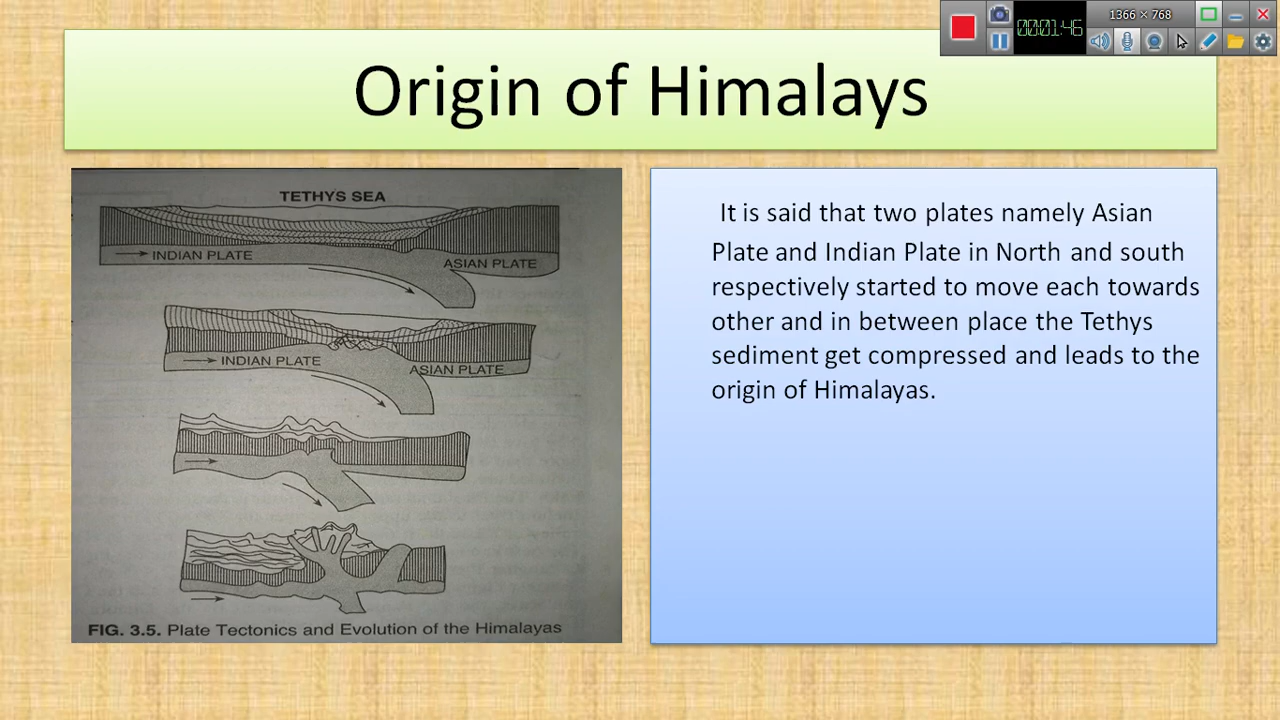 1366 × 768
00:01:46
Origin of Himalays
TETHYS SEA
INDIAN PLATE
ASIAN PLATE
INDIAN PLATE
ASIAN PLATE
FIG. 3.5. Plate Tectonics and Evolution of the Himalayas
It is said that two plates namely Asian
Plate and Indian Plate in North and south
respectively started to move each towards
other and in between place the Tethys
sediment get compressed and leads to the
origin of Himalayas.